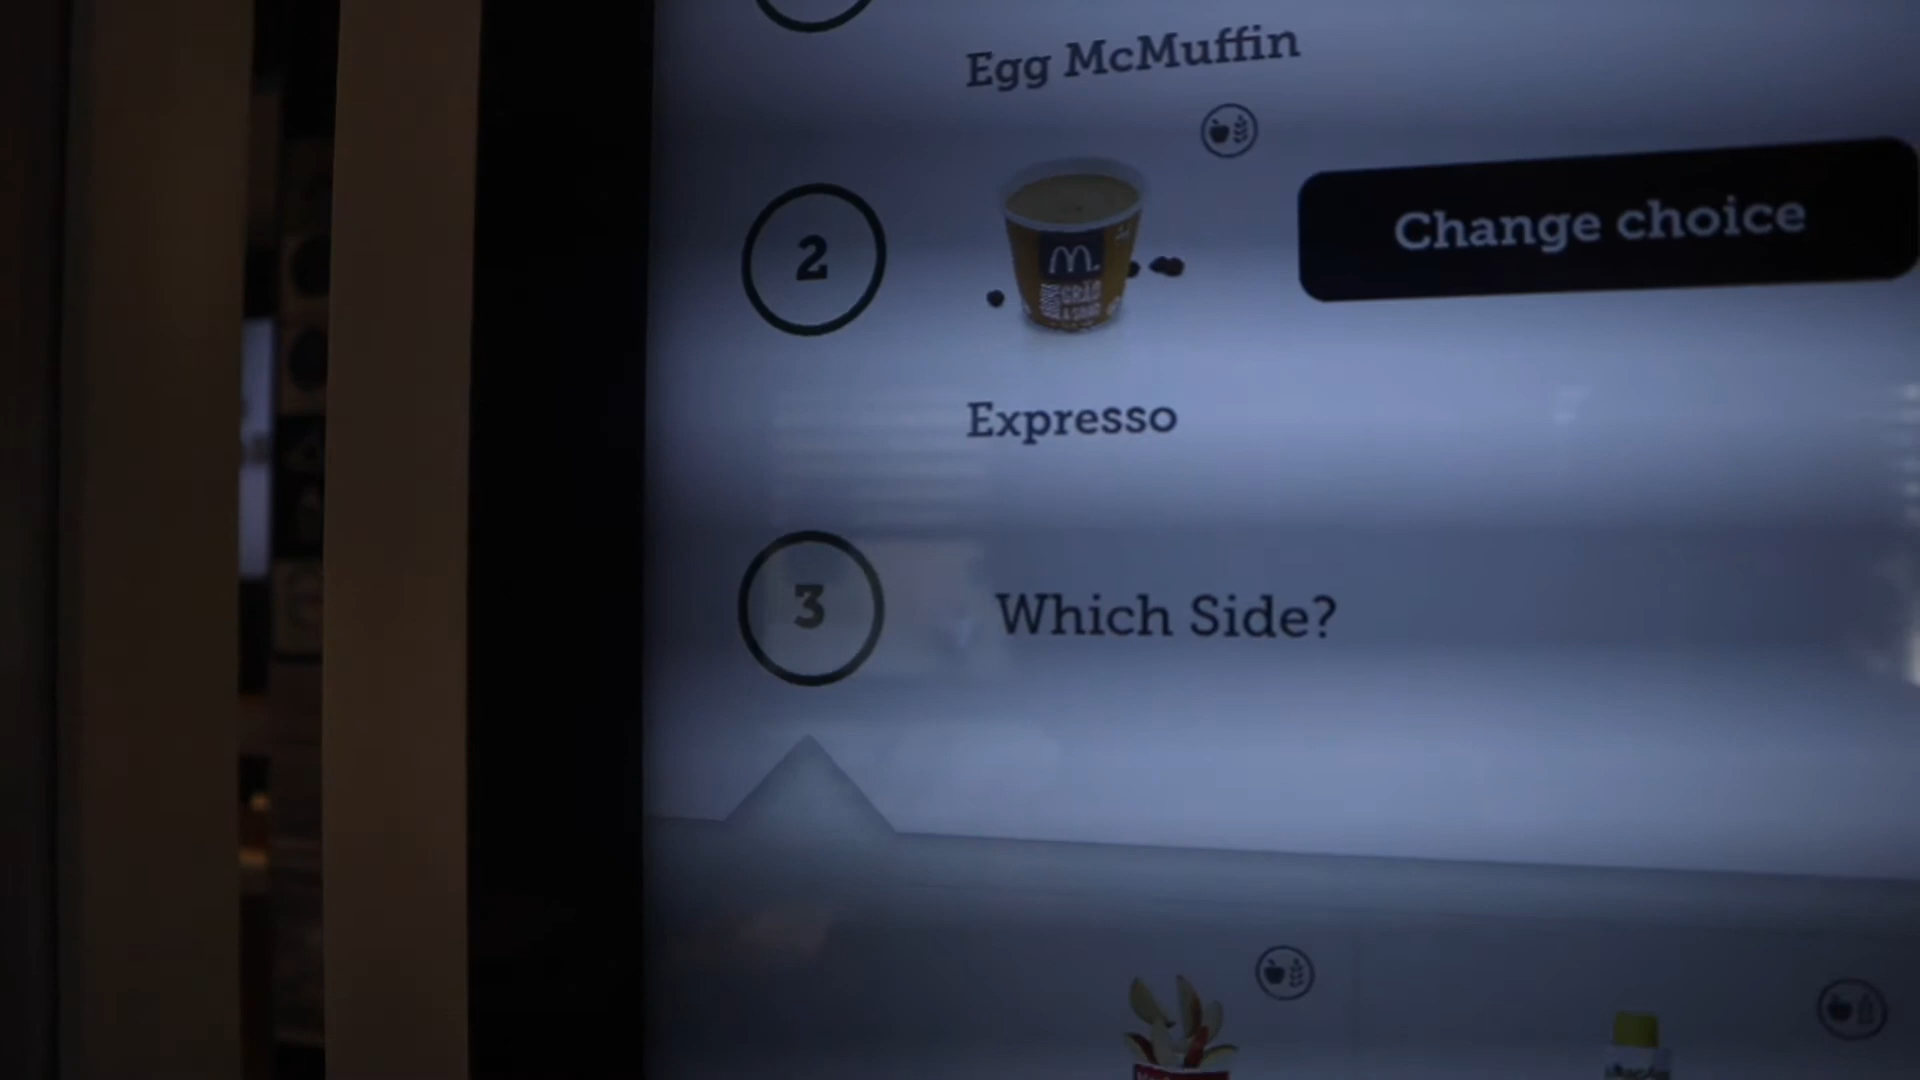 Egg McMuffin
2
Change choice
Expresso
3
Which Side?